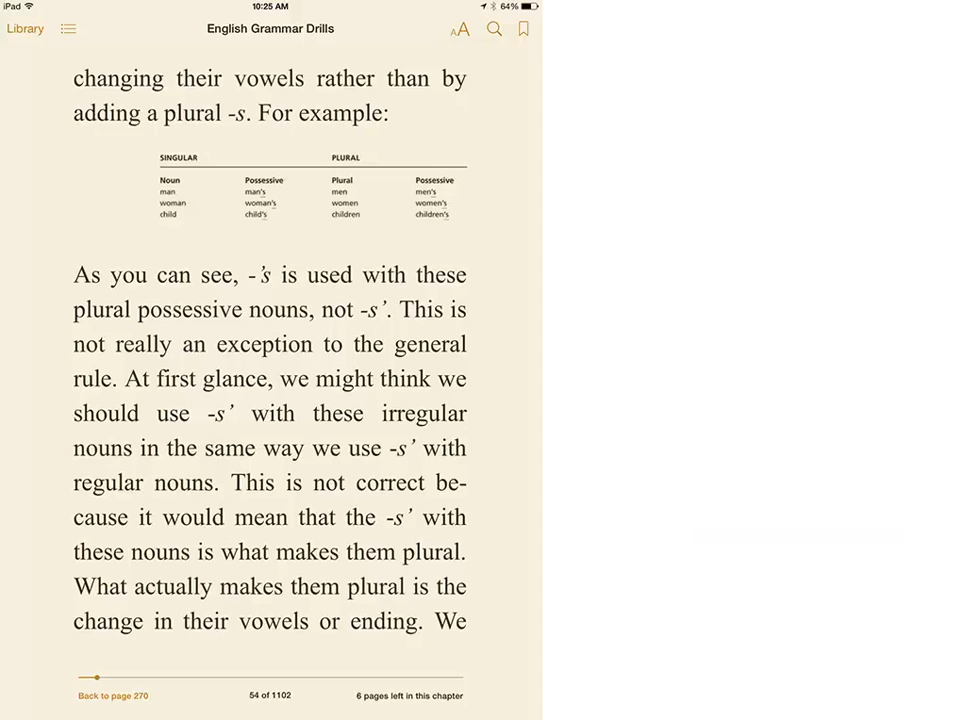 iPad 10:25 AM 64%
Library English Grammar Drills AA
changing their vowels rather than by
adding a plural -s. For example:
SINGULAR PLURAL
Noun Possessive Plural Possessive
man man's men men's
woman woman's women women's
child child's children children's
As you can see, -’s is used with these
plural possessive nouns, not -s’. This is
not really an exception to the general
rule. At first glance, we might think we
should use -s’ with these irregular
nouns in the same way we use -s’ with
regular nouns. This is not correct be-
cause it would mean that the -s’ with
these nouns is what makes them plural.
What actually makes them plural is the
change in their vowels or ending. We
Back to page 270 54 of 1102 6 pages left in this chapter